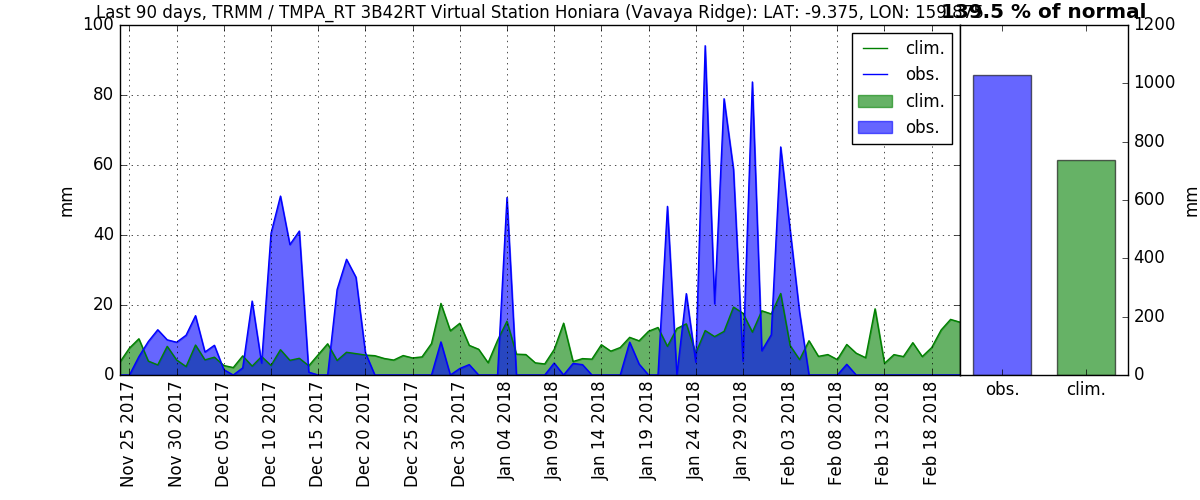 Last 90 days, TRMM / TMPA_RT 3B42RT Virtual Station Honiara (Vavaya Ridge): LAT: -9.375, LON:
139.5 % of normal
100
80
60
40
20
0
mm
clim.
obs.
clim.
obs.
Nov 25 2017
Nov 30 2017
Dec 05 2017
Dec 10 2017
Dec 15 2017
Dec 20 2017
Dec 25 2017
Dec 30 2017
Jan 04 2018
Jan 09 2018
Jan 14 2018
Jan 19 2018
Jan 24 2018
Jan 29 2018
Feb 03 2018
Feb 08 2018
Feb 13 2018
Feb 18 2018
1200
1000
800
600
400
200
0
mm
obs.
clim.